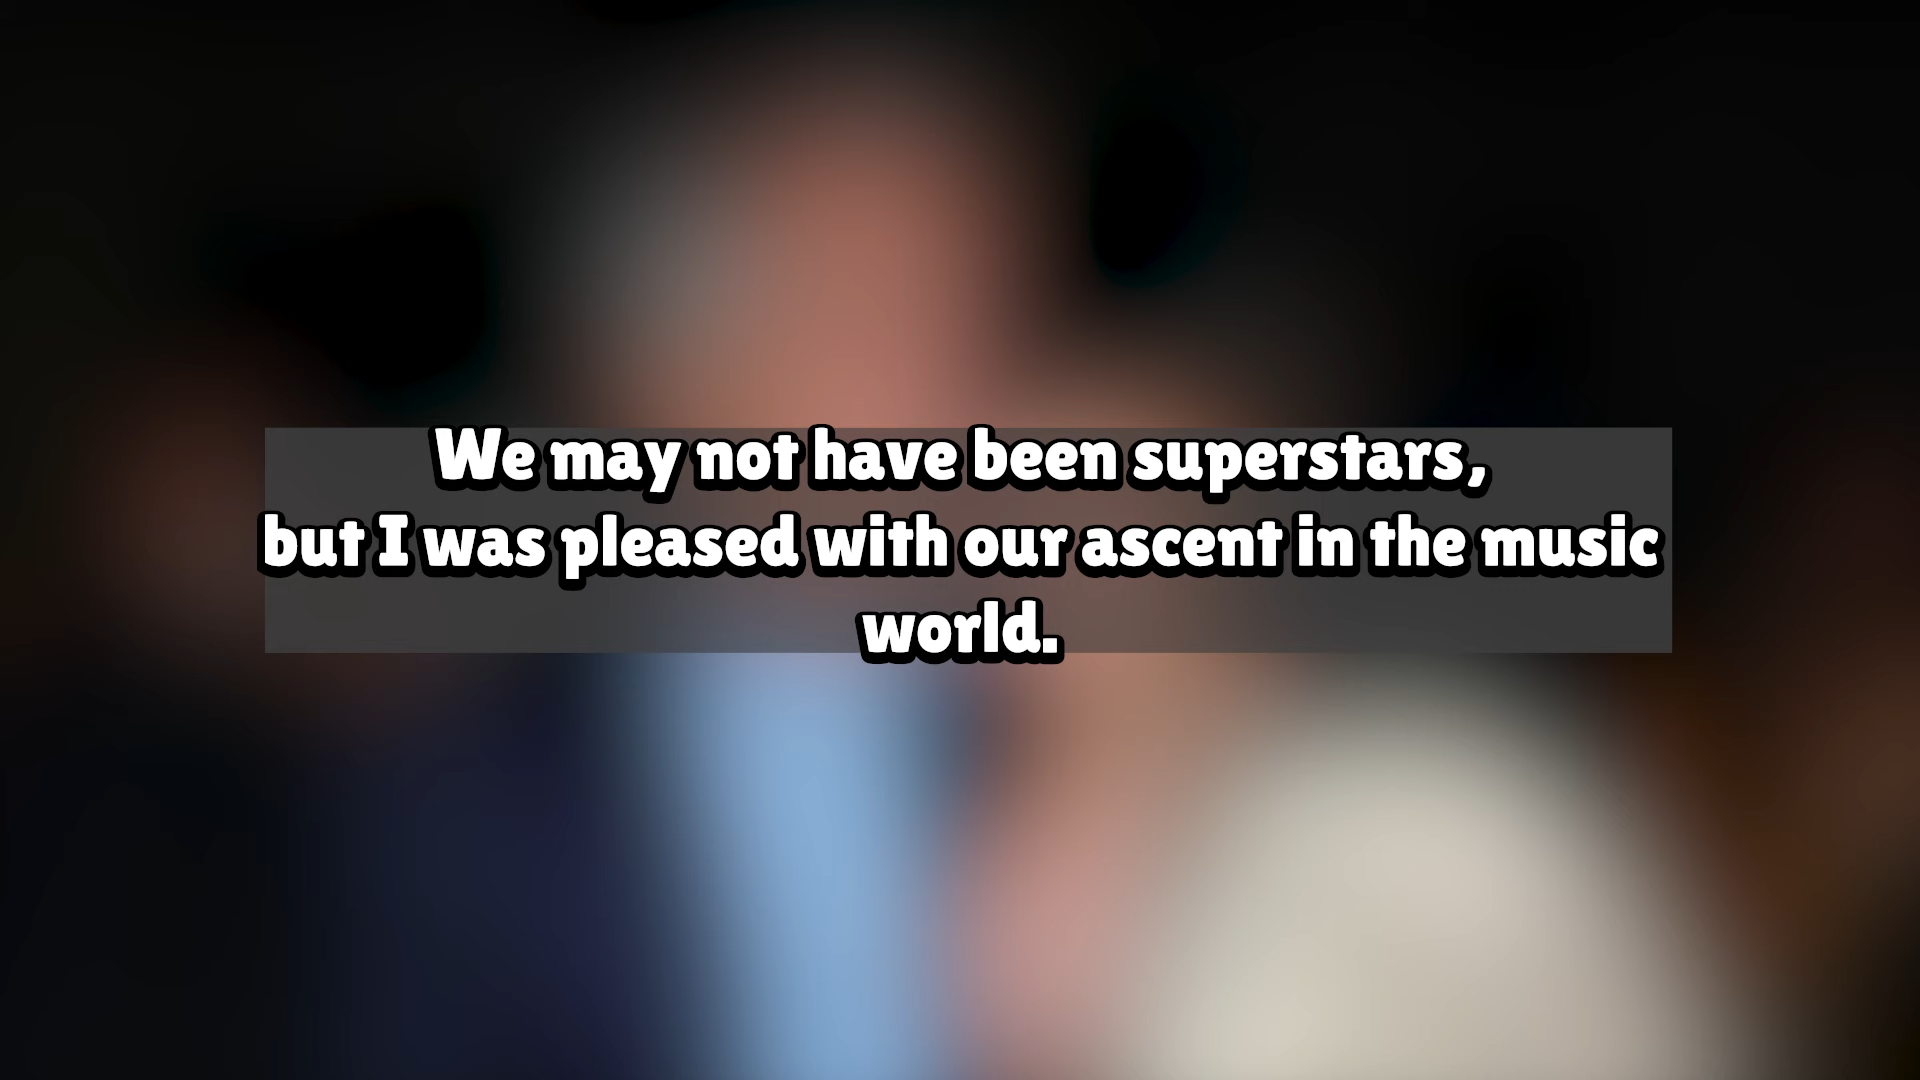 We may not have been superstars,
but I was pleased with our ascent in the music
world.